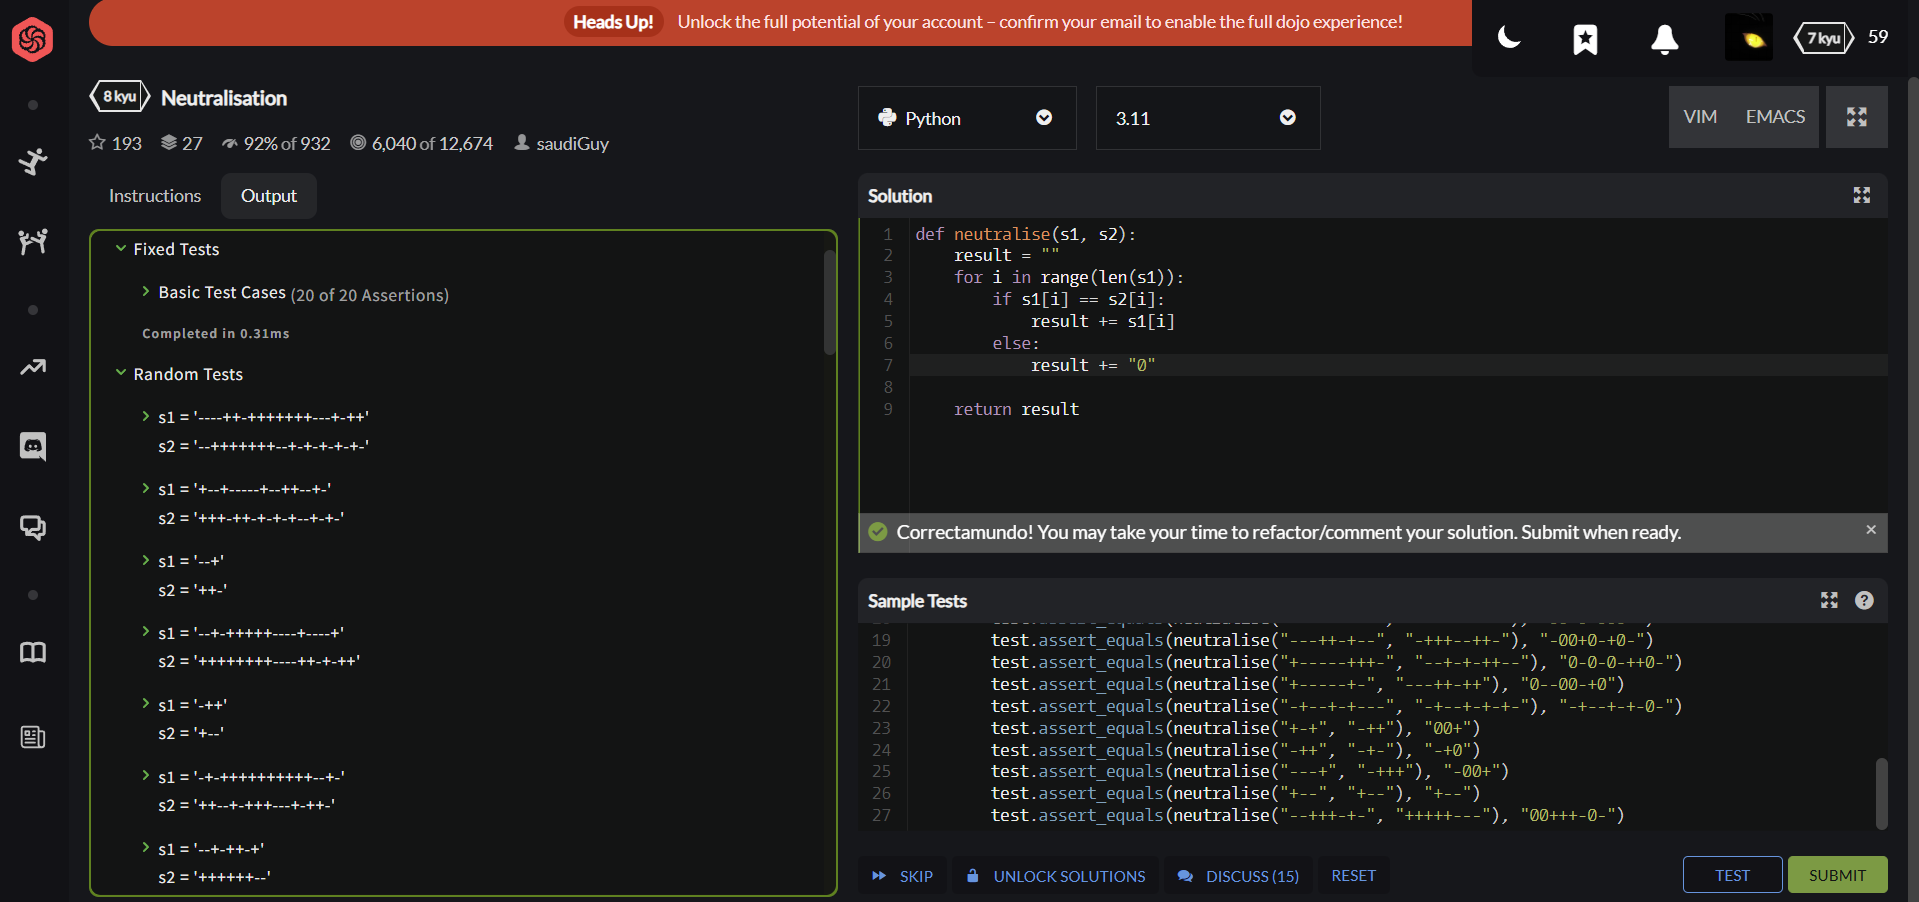 Heads Up! Unlock the full potential of your account – confirm your email to enable the full dojo experience!
7 kyu 59
8 kyu Neutralisation
193 27 92% of 932 6,040 of 12,674 saudiGuy
Instructions Output
Fixed Tests
Basic Test Cases (20 of 20 Assertions)
Completed in 0.31ms
Random Tests
s1 = '----++-+++++++---+-++'
s2 = '--+++++++--+-+-+-+-+-'
s1 = '+--+-----+--++--+-'
s2 = '+++-++-+-+-+--+-+-'
s1 = '--+'
s2 = '++-'
s1 = '--+-+++++----+----+'
s2 = '++++++++----++-+-++'
s1 = '-++'
s2 = '+--'
s1 = '-+-++++++++++--+-'
s2 = '++--+-+++---+-++-'
s1 = '--+-++-+'
s2 = '++++++--'
Python 3.11 VIM EMACS
Solution
1 def neutralise(s1, s2):
2 result = ""
3 for i in range(len(s1)):
4 if s1[i] == s2[i]:
5 result += s1[i]
6 else:
7 result += "0"
8
9 return result
Correctamundo! You may take your time to refactor/comment your solution. Submit when ready. ×
Sample Tests
19 test.assert_equals(neutralise("---++-+--", "-+++--++-"), "-00+0-+0-")
20 test.assert_equals(neutralise("+-----+++-", "--+-+-++--"), "0-0-0-++0-")
21 test.assert_equals(neutralise("+-----+-", "---++-++"), "0--00-+0")
22 test.assert_equals(neutralise("-+--+-+---", "-+--+-+-+-"), "-+--+-+-0-")
23 test.assert_equals(neutralise("+-+", "-++"), "00+")
24 test.assert_equals(neutralise("-++", "-+-"), "-+0")
25 test.assert_equals(neutralise("---+", "-+++"), "-00+")
26 test.assert_equals(neutralise("+--", "+--"), "+--")
27 test.assert_equals(neutralise("--+++-+-", "+++++---"), "00+++-0-")
SKIP UNLOCK SOLUTIONS DISCUSS (15) RESET TEST SUBMIT